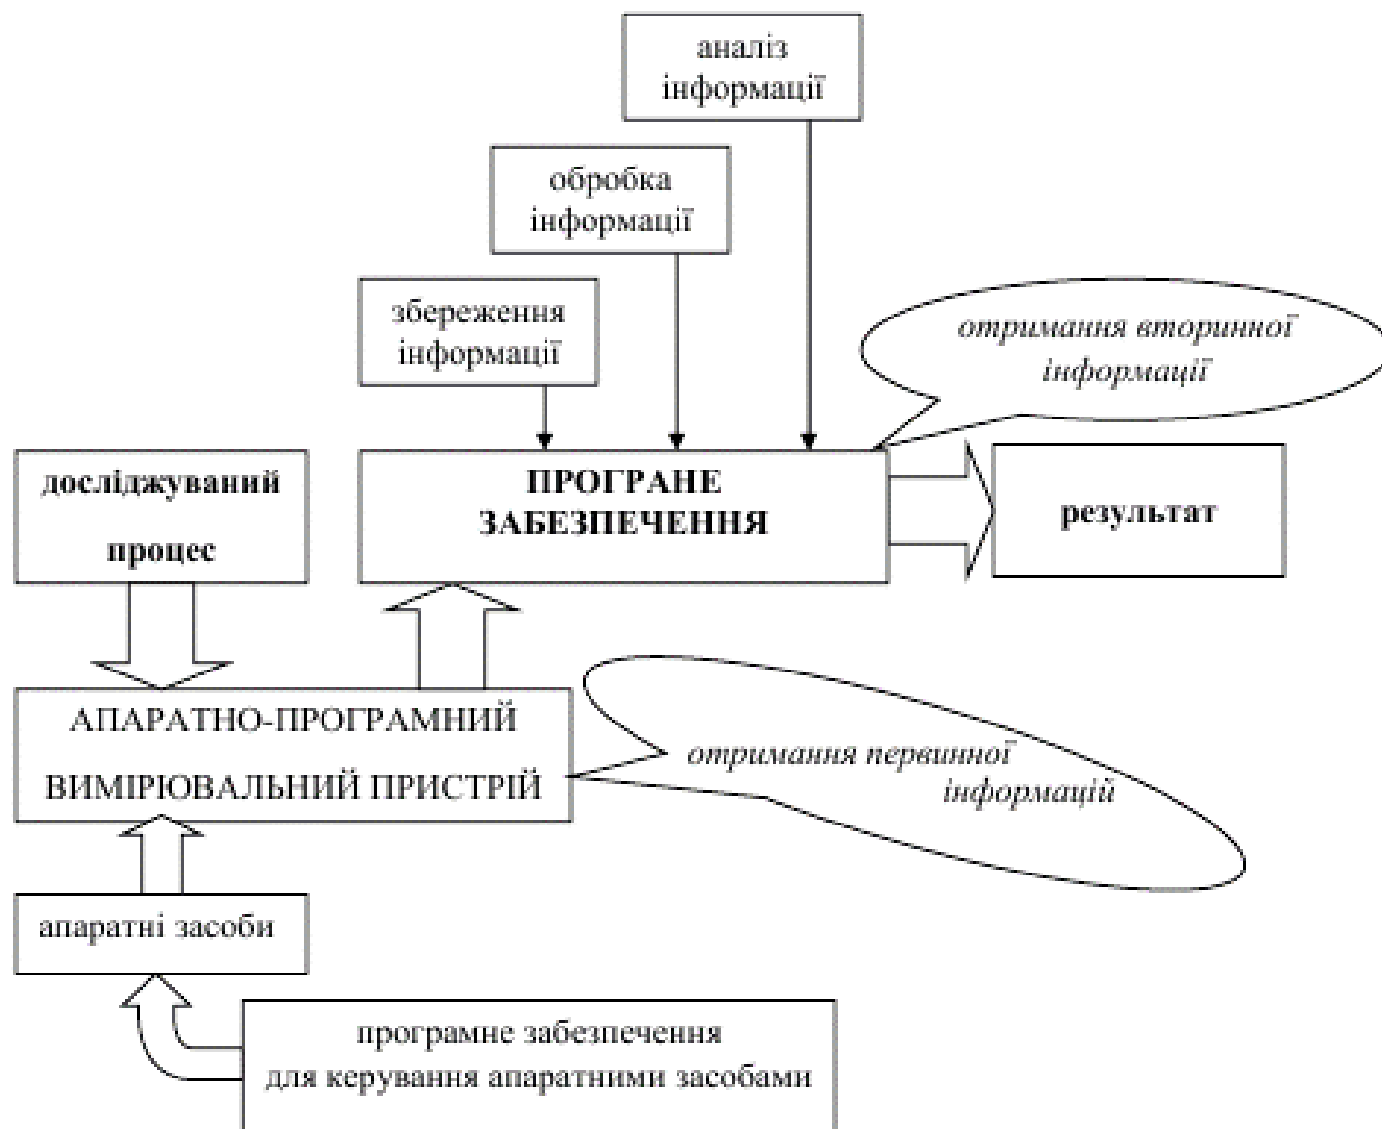 аналіз
інформації
обробка
інформації
збереження
інформації
отримання вторинної
інформації
досліджуваний
процес
ПРОГРАНЕ
ЗАБЕЗПЕЧЕННЯ
результат
АПАРАТНО-ПРОГРАМНИЙ
ВИМІРЮВАЛЬНИЙ ПРИСТРІЙ
отримання первинної
інформацій
апаратні засоби
програмне забезпечення
для керування апаратними засобами